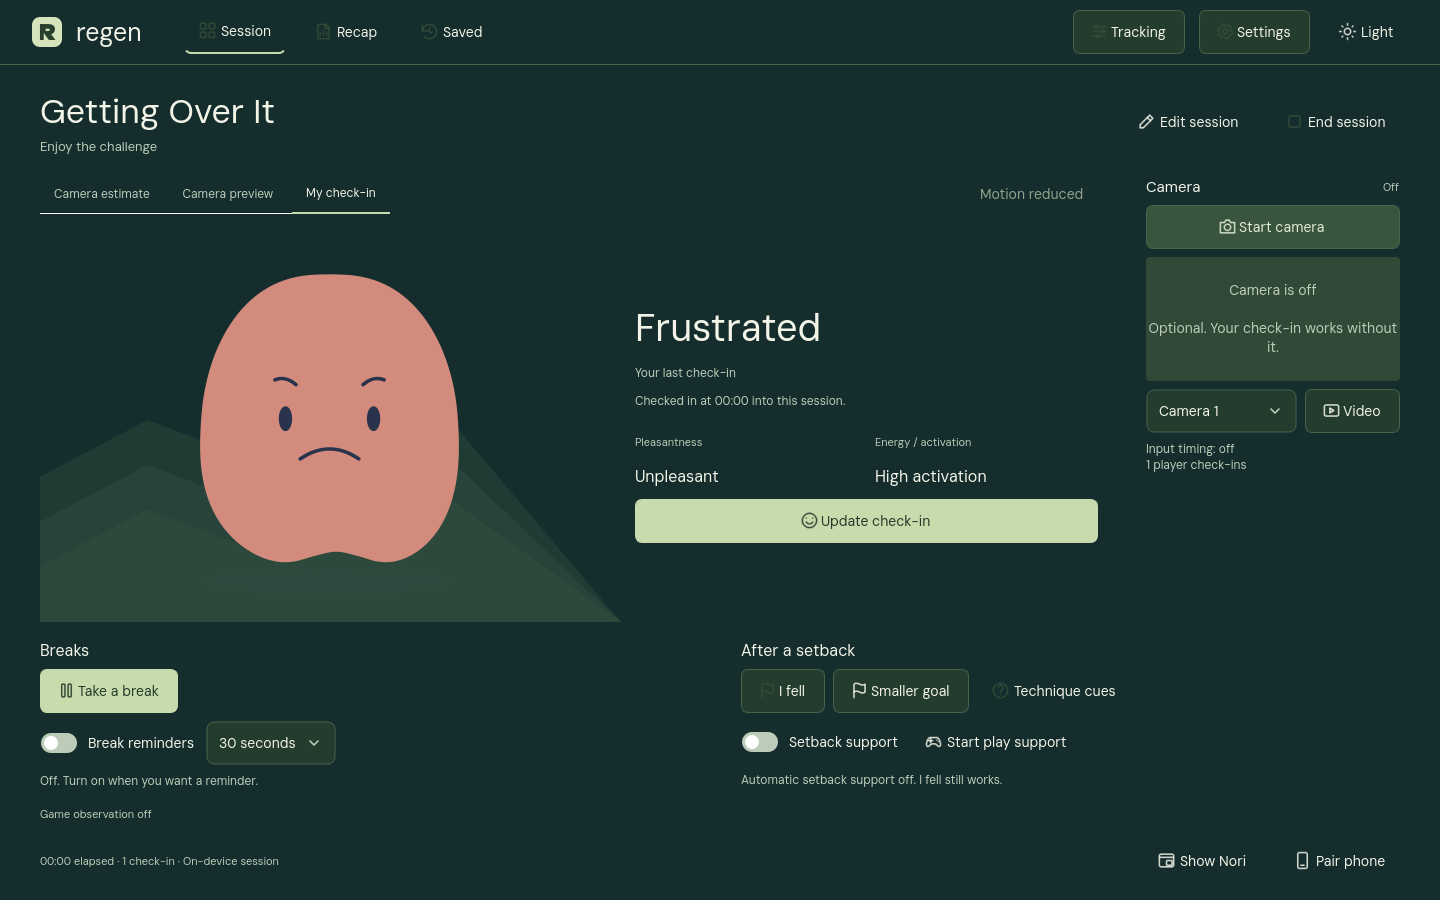 regen
Session
Recap
Saved
Tracking
Settings
Light
Getting Over It
Enjoy the challenge
Edit session
End session
Camera estimate
Camera preview
My check-in
Motion reduced
Camera
Off
Start camera
Camera is off
Optional. Your check-in works without
it.
Camera 1
Video
Input timing: off
1 player check-ins
Frustrated
Your last check-in
Checked in at 00:00 into this session.
Pleasantness
Energy / activation
Unpleasant
High activation
Update check-in
Breaks
Take a break
Break reminders
30 seconds
Off. Turn on when you want a reminder.
Game observation off
After a setback
I fell
Smaller goal
Technique cues
Setback support
Start play support
Automatic setback support off. I fell still works.
00:00 elapsed · 1 check-in · On-device session
Show Nori
Pair phone